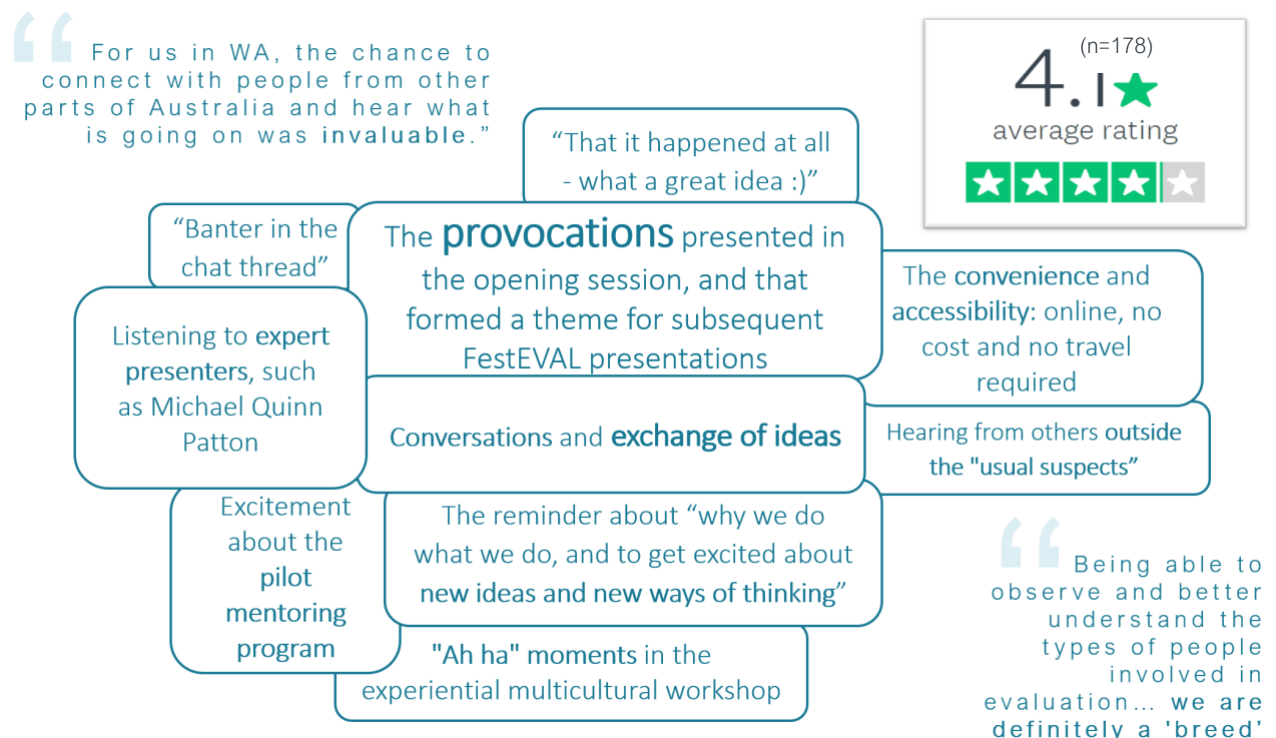 For us in WA, the chance to
connect with people from other
parts of Australia and hear what
is going on was invaluable.”
(n=178)
4.1
average rating
“That it happened at all
- what a great idea :)”
“Banter in the
chat thread”
The provocations presented in
the opening session, and that
formed a theme for subsequent
FestEVAL presentations
The convenience and
accessibility: online, no
cost and no travel
required
Listening to expert
presenters, such
as Michael Quinn
Patton
Conversations and exchange of ideas
Hearing from others outside
the "usual suspects”
Excitement
about the
pilot
mentoring
program
The reminder about “why we do
what we do, and to get excited about
new ideas and new ways of thinking”
"Ah ha" moments in the
experiential multicultural workshop
Being able to
observe and better
understand the
types of people
involved in
evaluation… we are
definitely a 'breed’